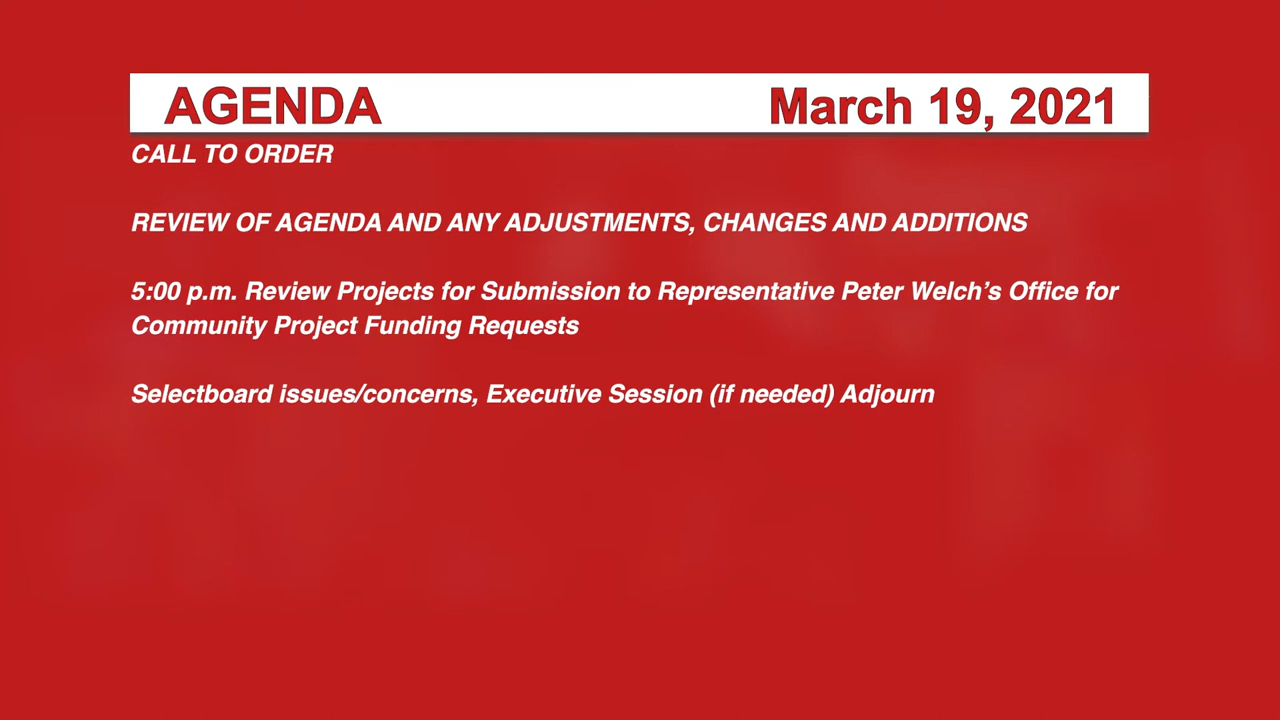 AGENDA March 19, 2021
CALL TO ORDER
REVIEW OF AGENDA AND ANY ADJUSTMENTS, CHANGES AND ADDITIONS
5:00 p.m. Review Projects for Submission to Representative Peter Welch’s Office for
Community Project Funding Requests
Selectboard issues/concerns, Executive Session (if needed) Adjourn